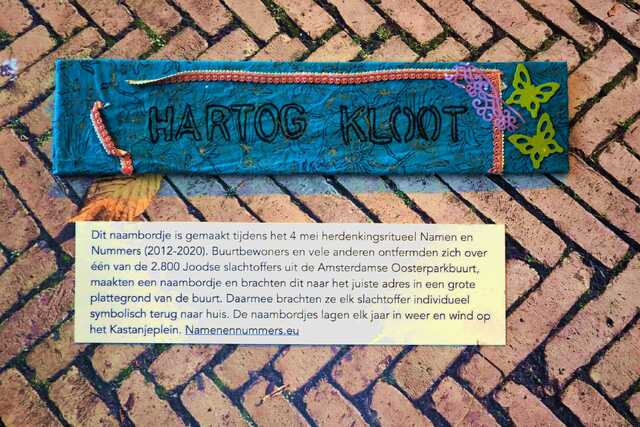 HARTOG KLOOT
Dit naambordje is gemaakt tijdens het 4 mei herdenkingsritueel Namen en
Nummers (2012-2020). Buurtbewoners en vele anderen ontfermden zich over
één van de 2.800 Joodse slachtoffers uit de Amsterdamse Oosterparkbuurt,
maakten een naambordje en brachten dit naar het juiste adres in een grote
plattegrond van de buurt. Daarmee brachten ze elk slachtoffer individueel
symbolisch terug naar huis. De naambordjes lagen elk jaar in weer en wind op
het Kastanjeplein. Namenennummers.eu